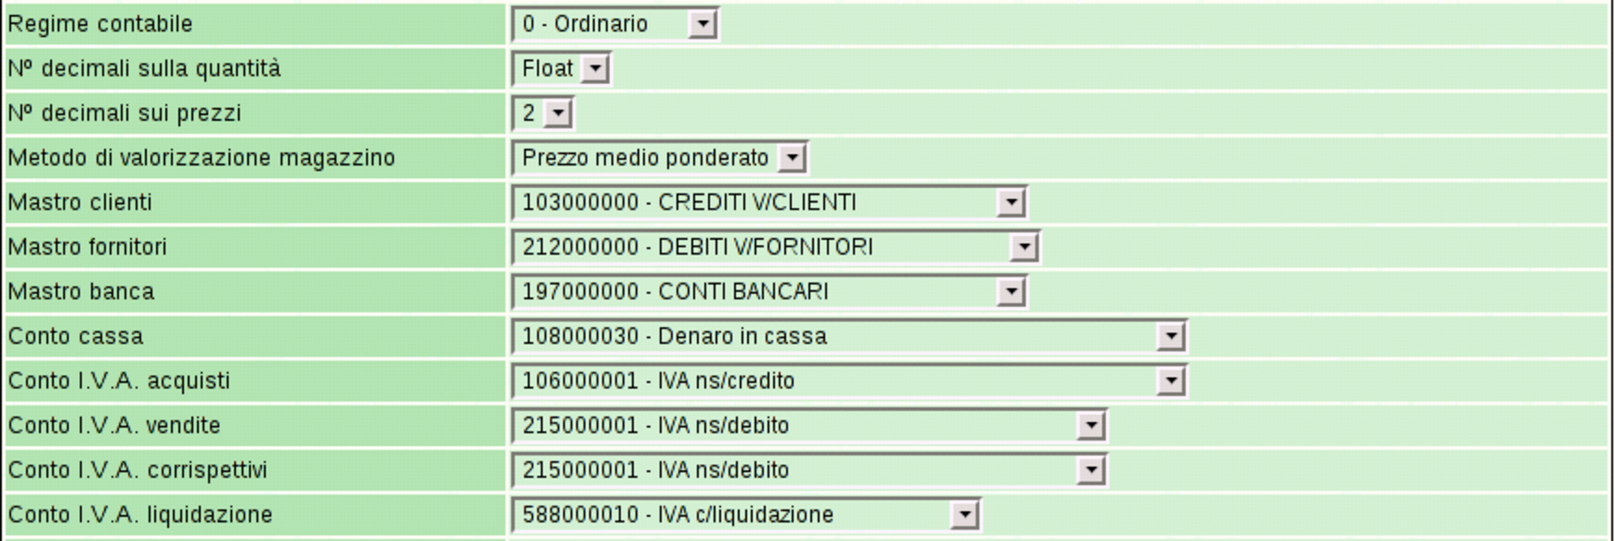 Regime contabile 0 - Ordinario
Nº decimali sulla quantità Float
Nº decimali sui prezzi 2
Metodo di valorizzazione magazzino Prezzo medio ponderato
Mastro clienti 103000000 - CREDITI V/CLIENTI
Mastro fornitori 212000000 - DEBITI V/FORNITORI
Mastro banca 197000000 - CONTI BANCARI
Conto cassa 108000030 - Denaro in cassa
Conto I.V.A. acquisti 106000001 - IVA ns/credito
Conto I.V.A. vendite 215000001 - IVA ns/debito
Conto I.V.A. corrispettivi 215000001 - IVA ns/debito
Conto I.V.A. liquidazione 588000010 - IVA c/liquidazione